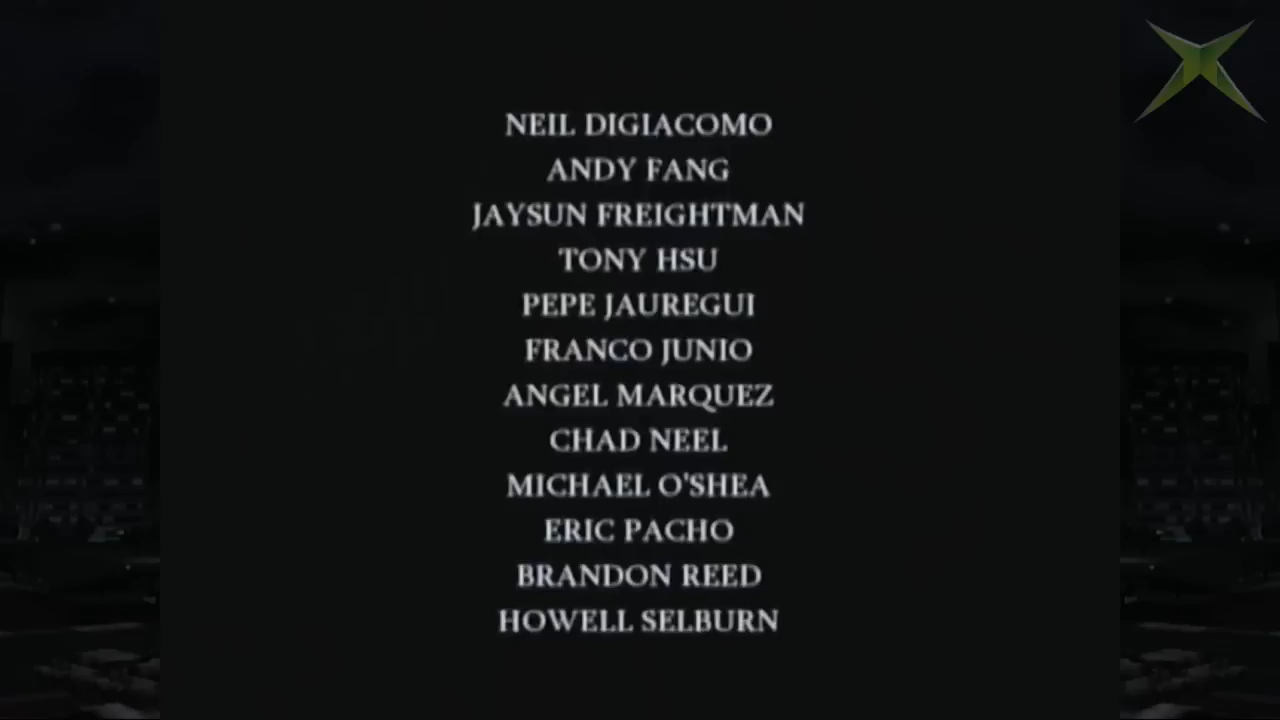 NEIL DIGIACOMO
ANDY FANG
JAYSUN FREIGHTMAN
TONY HSU
PEPE JAUREGUI
FRANCO JUNIO
ANGEL MARQUEZ
CHAD NEEL
MICHAEL O'SHEA
ERIC PACHO
BRANDON REED
HOWELL SELBURN